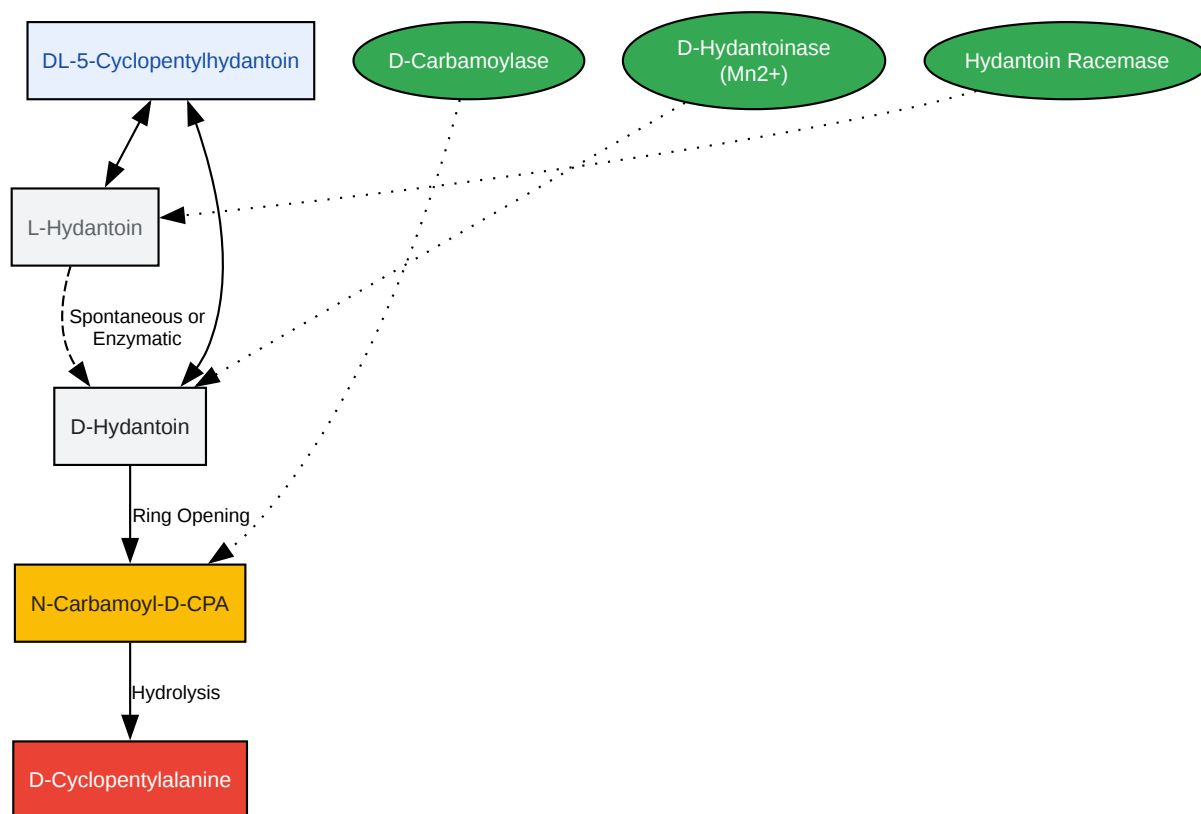 DL-5-Cyclopentylhydantoin
D-Carbamoylase
D-Hydantoinase
(Mn2+)
Hydantoin Racemase
L-Hydantoin
Spontaneous or
Enzymatic
D-Hydantoin
Ring Opening
N-Carbamoyl-D-CPA
Hydrolysis
D-Cyclopentylalanine